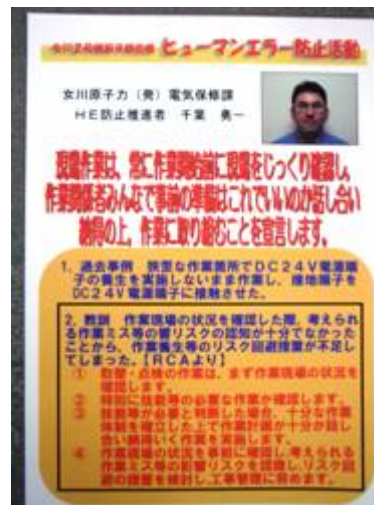 ヒューマンエラー防止活動
女川原子力（発）電気保修課
ＨＥ防止推進者　千葉　勇一
現場作業は、常に作業開始前に現場をじっくり確認し、
作業関係者みんなで事前の準備はこれでいいのか話し合い
納得の上、作業に取り組むことを宣言します。
１．過去事例　狭窄な作業箇所でＤＣ２４Ｖ電源端
子の養生を実施しないまま作業し、接地端子を
DC２４Ｖ電源端子に接触させた。
２．教訓　作業現場の状況を確認した際、考えられ
る作業ミス等の響リスクの認知が十分でなかった
ことから、作業養生等のリスク回避措置が不足し
てしまった。【ＲＣＡより】
①　取替・点検の作業は、まず作業現場の状況を
確認します。
②　特別に技能等の必要な作業か確認します。
③　技能等が必要と判断した場合、十分な作業
体制を確立した上で作業計画が十分か話し
合い納得いく作業を実施します。
④　作業現場の状況を事前に確認し、考えられる
作業ミス等の影響リスクを認識し、リスク回
避の措置を検討し、工事管理に努めます。